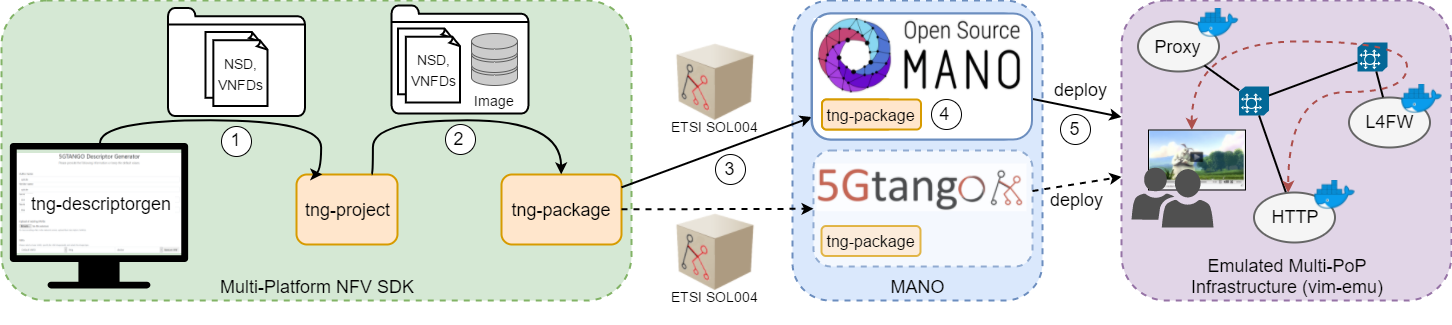 NSD,
VNFDs
1
NSD,
VNFDs
Image
2
5GTANGO Descriptor Generator
tng-descriptorgen
tng-project
tng-package
Multi-Platform NFV SDK
ETSI SOL004
3
ETSI SOL004
Open Source
MANO
tng-package
4
5Gtango
tng-package
MANO
deploy
5
deploy
Proxy
L4FW
HTTP
Emulated Multi-PoP
Infrastructure (vim-emu)